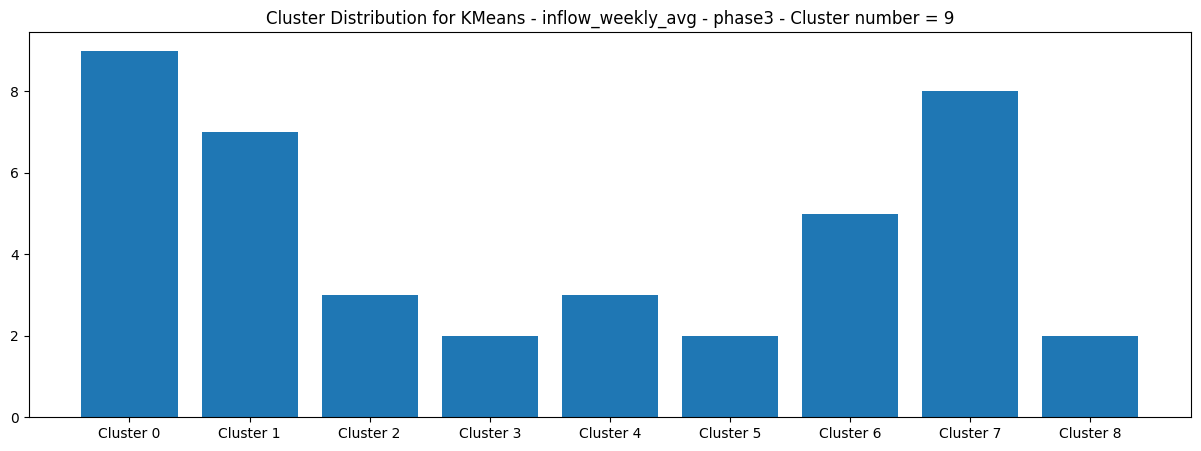 Cluster Distribution for KMeans - inflow_weekly_avg - phase3 - Cluster number = 9
8
6
4
2
0
Cluster 0 Cluster 1 Cluster 2 Cluster 3 Cluster 4 Cluster 5 Cluster 6 Cluster 7 Cluster 8